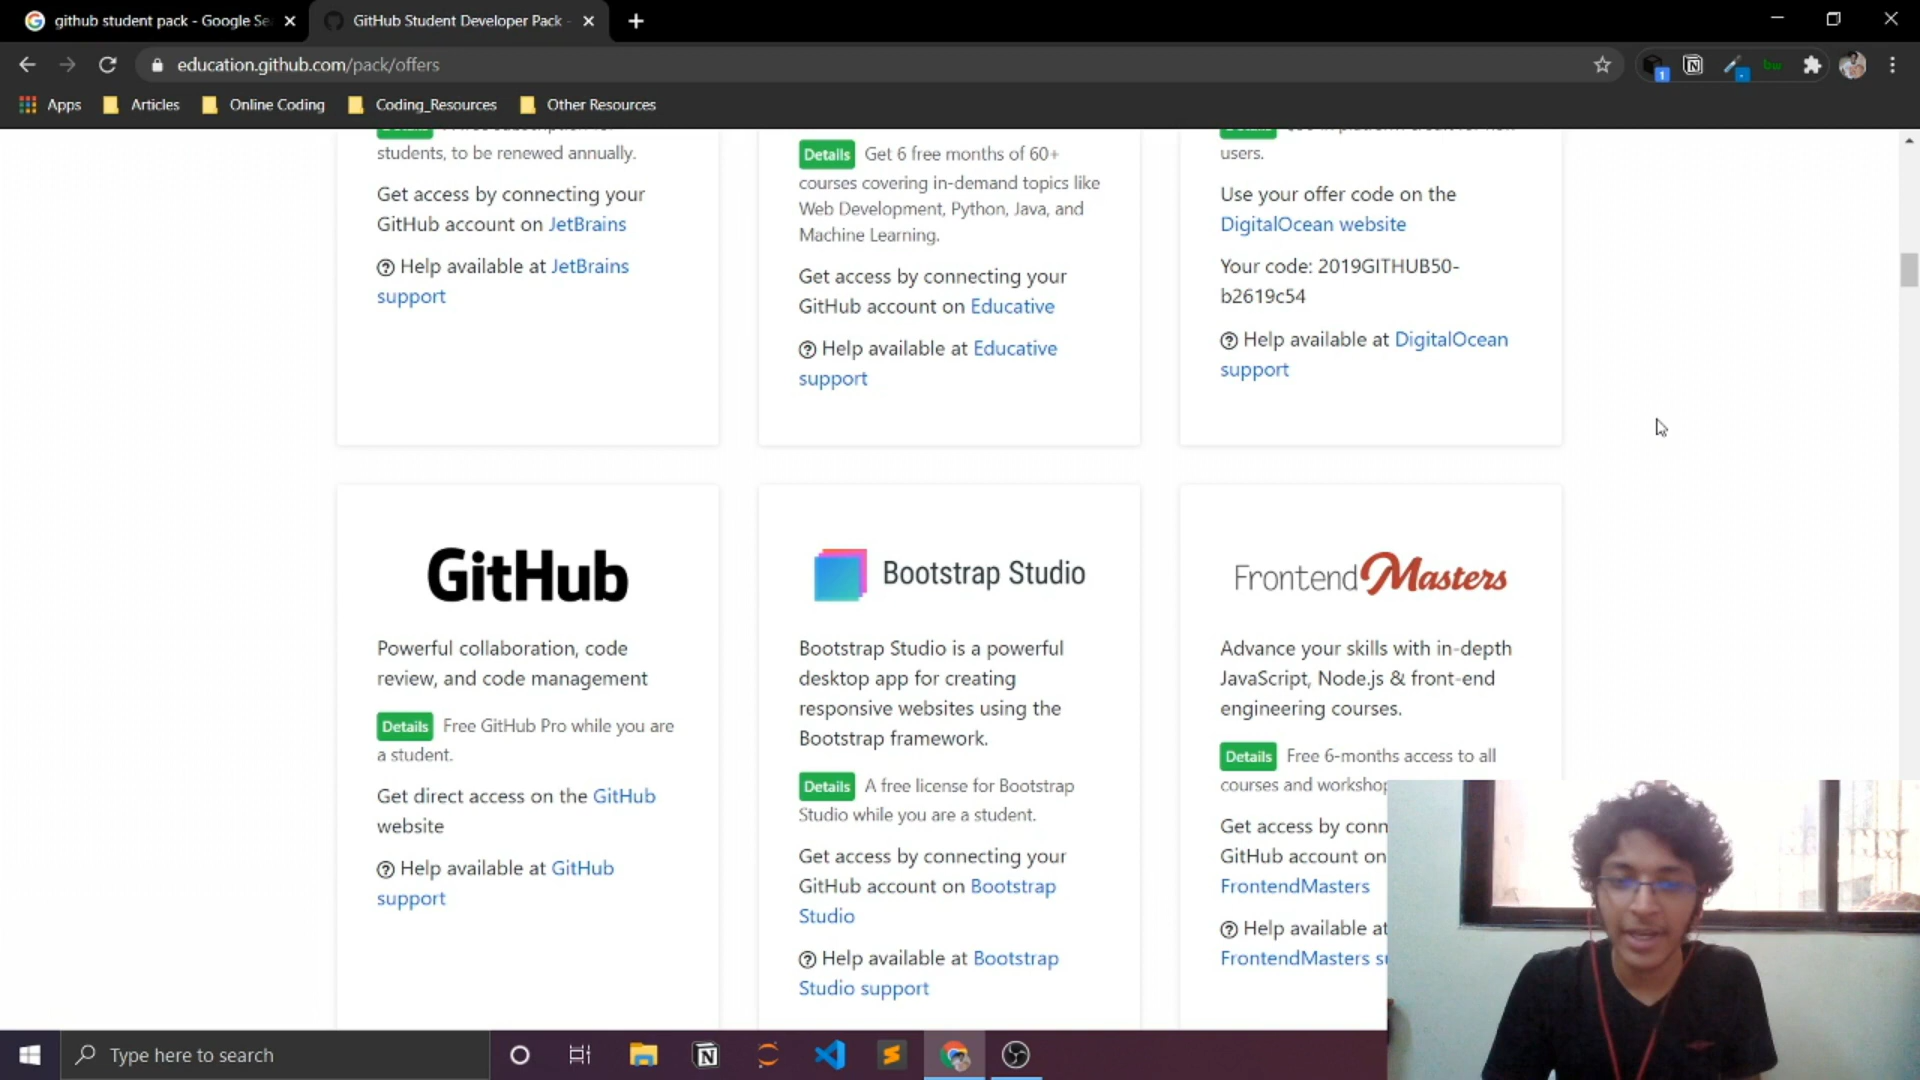 github student pack - Google Se
GitHub Student Developer Pack -
education.github.com/pack/offers
Apps
Articles
Online Coding
Coding_Resources
Other Resources
1
bw
students, to be renewed annually.
Get access by connecting your
GitHub account on JetBrains
Help available at JetBrains
support
Details Get 6 free months of 60+
courses covering in-demand topics like
Web Development, Python, Java, and
Machine Learning.
Get access by connecting your
GitHub account on Educative
Help available at Educative
support
users.
Use your offer code on the
DigitalOcean website
Your code: 2019GITHUB50-
b2619c54
Help available at DigitalOcean
support
GitHub
Powerful collaboration, code
review, and code management
Details Free GitHub Pro while you are
a student.
Get direct access on the GitHub
website
Help available at GitHub
support
Bootstrap Studio
Bootstrap Studio is a powerful
desktop app for creating
responsive websites using the
Bootstrap framework.
Details A free license for Bootstrap
Studio while you are a student.
Get access by connecting your
GitHub account on Bootstrap
Studio
Help available at Bootstrap
Studio support
FrontendMasters
Advance your skills with in-depth
JavaScript, Node.js & front-end
engineering courses.
Details Free 6-months access to all
courses and workshop
Get access by conn
GitHub account on
FrontendMasters
Help available at
FrontendMasters su
Type here to search